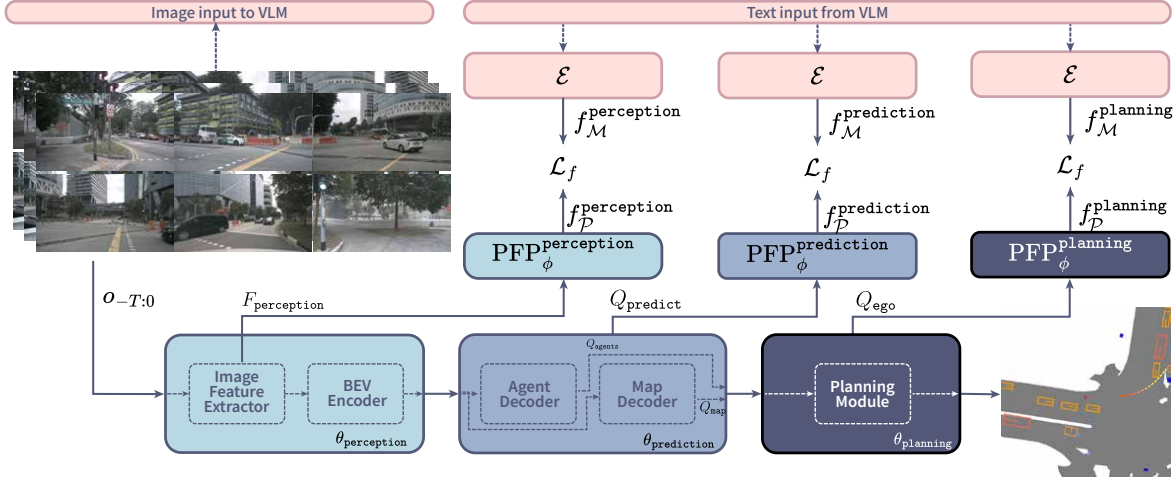 Image input to VLM
Text input from VLM
ℰ
ℰ
ℰ
f_ℳ^perception
f_ℳ^prediction
f_ℳ^planning
ℒ_f
ℒ_f
ℒ_f
f_𝒫^perception
f_𝒫^prediction
f_𝒫^planning
PFP_ϕ^perception
PFP_ϕ^prediction
PFP_ϕ^planning
o_{−T:0}
F_perception
Q_predict
Q_ego
Image
Feature
Extractor
BEV
Encoder
θ_perception
Q_agents
Agent
Decoder
Map
Decoder
Q_map
θ_prediction
Planning
Module
θ_planning